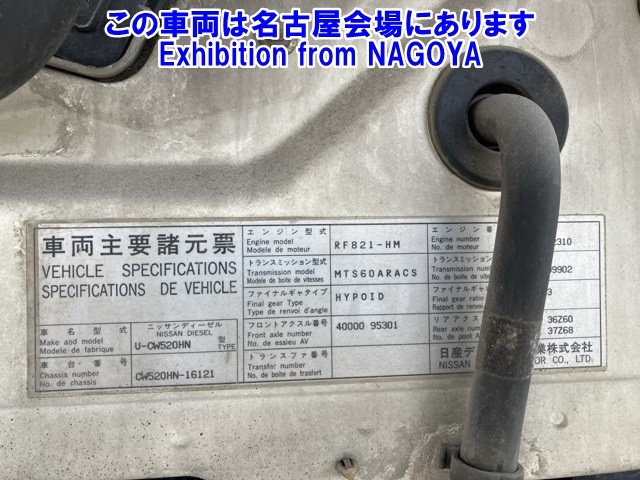 この車両は名古屋会場にあります
Exhibition from NAGOYA
車両主要諸元票
VEHICLE SPECIFICATIONS
SPECIFICATIONS DE VEHICLE
車名型式
Make and model
Modele de fabrique
ニッサンディーゼル
NISSAN DIESEL
U-CW520HN
型
TYPE
車台番号
Chassis number
No. de chassis
CW520HN-16121
エンジン型式
Engine model
Modele de moteur
RF821-HM
トランスミッション型式
Transmission model
Modele de boite de vitesses
MTS60ARACS
ファイナルギヤタイプ
Final gear Type
Type de renvoi d'angle
HYPOID
フロントアクスル番号
Front axle number
No. de essieu AV
40000 95301
トランスファ番号
Transfer number
No. de boite de trasfert
エンジン番
Engine number
No. de moteur
2310
トランスミッ
Transmission
No. de boite
9902
ファイナルギ
Final gear ratio
Rapport de renvoi
3
リアアクス
Rear axle
No. de pont A
36Z60
37Z68
日産デ 業株式会社
NISSAN OR CO., LTD.